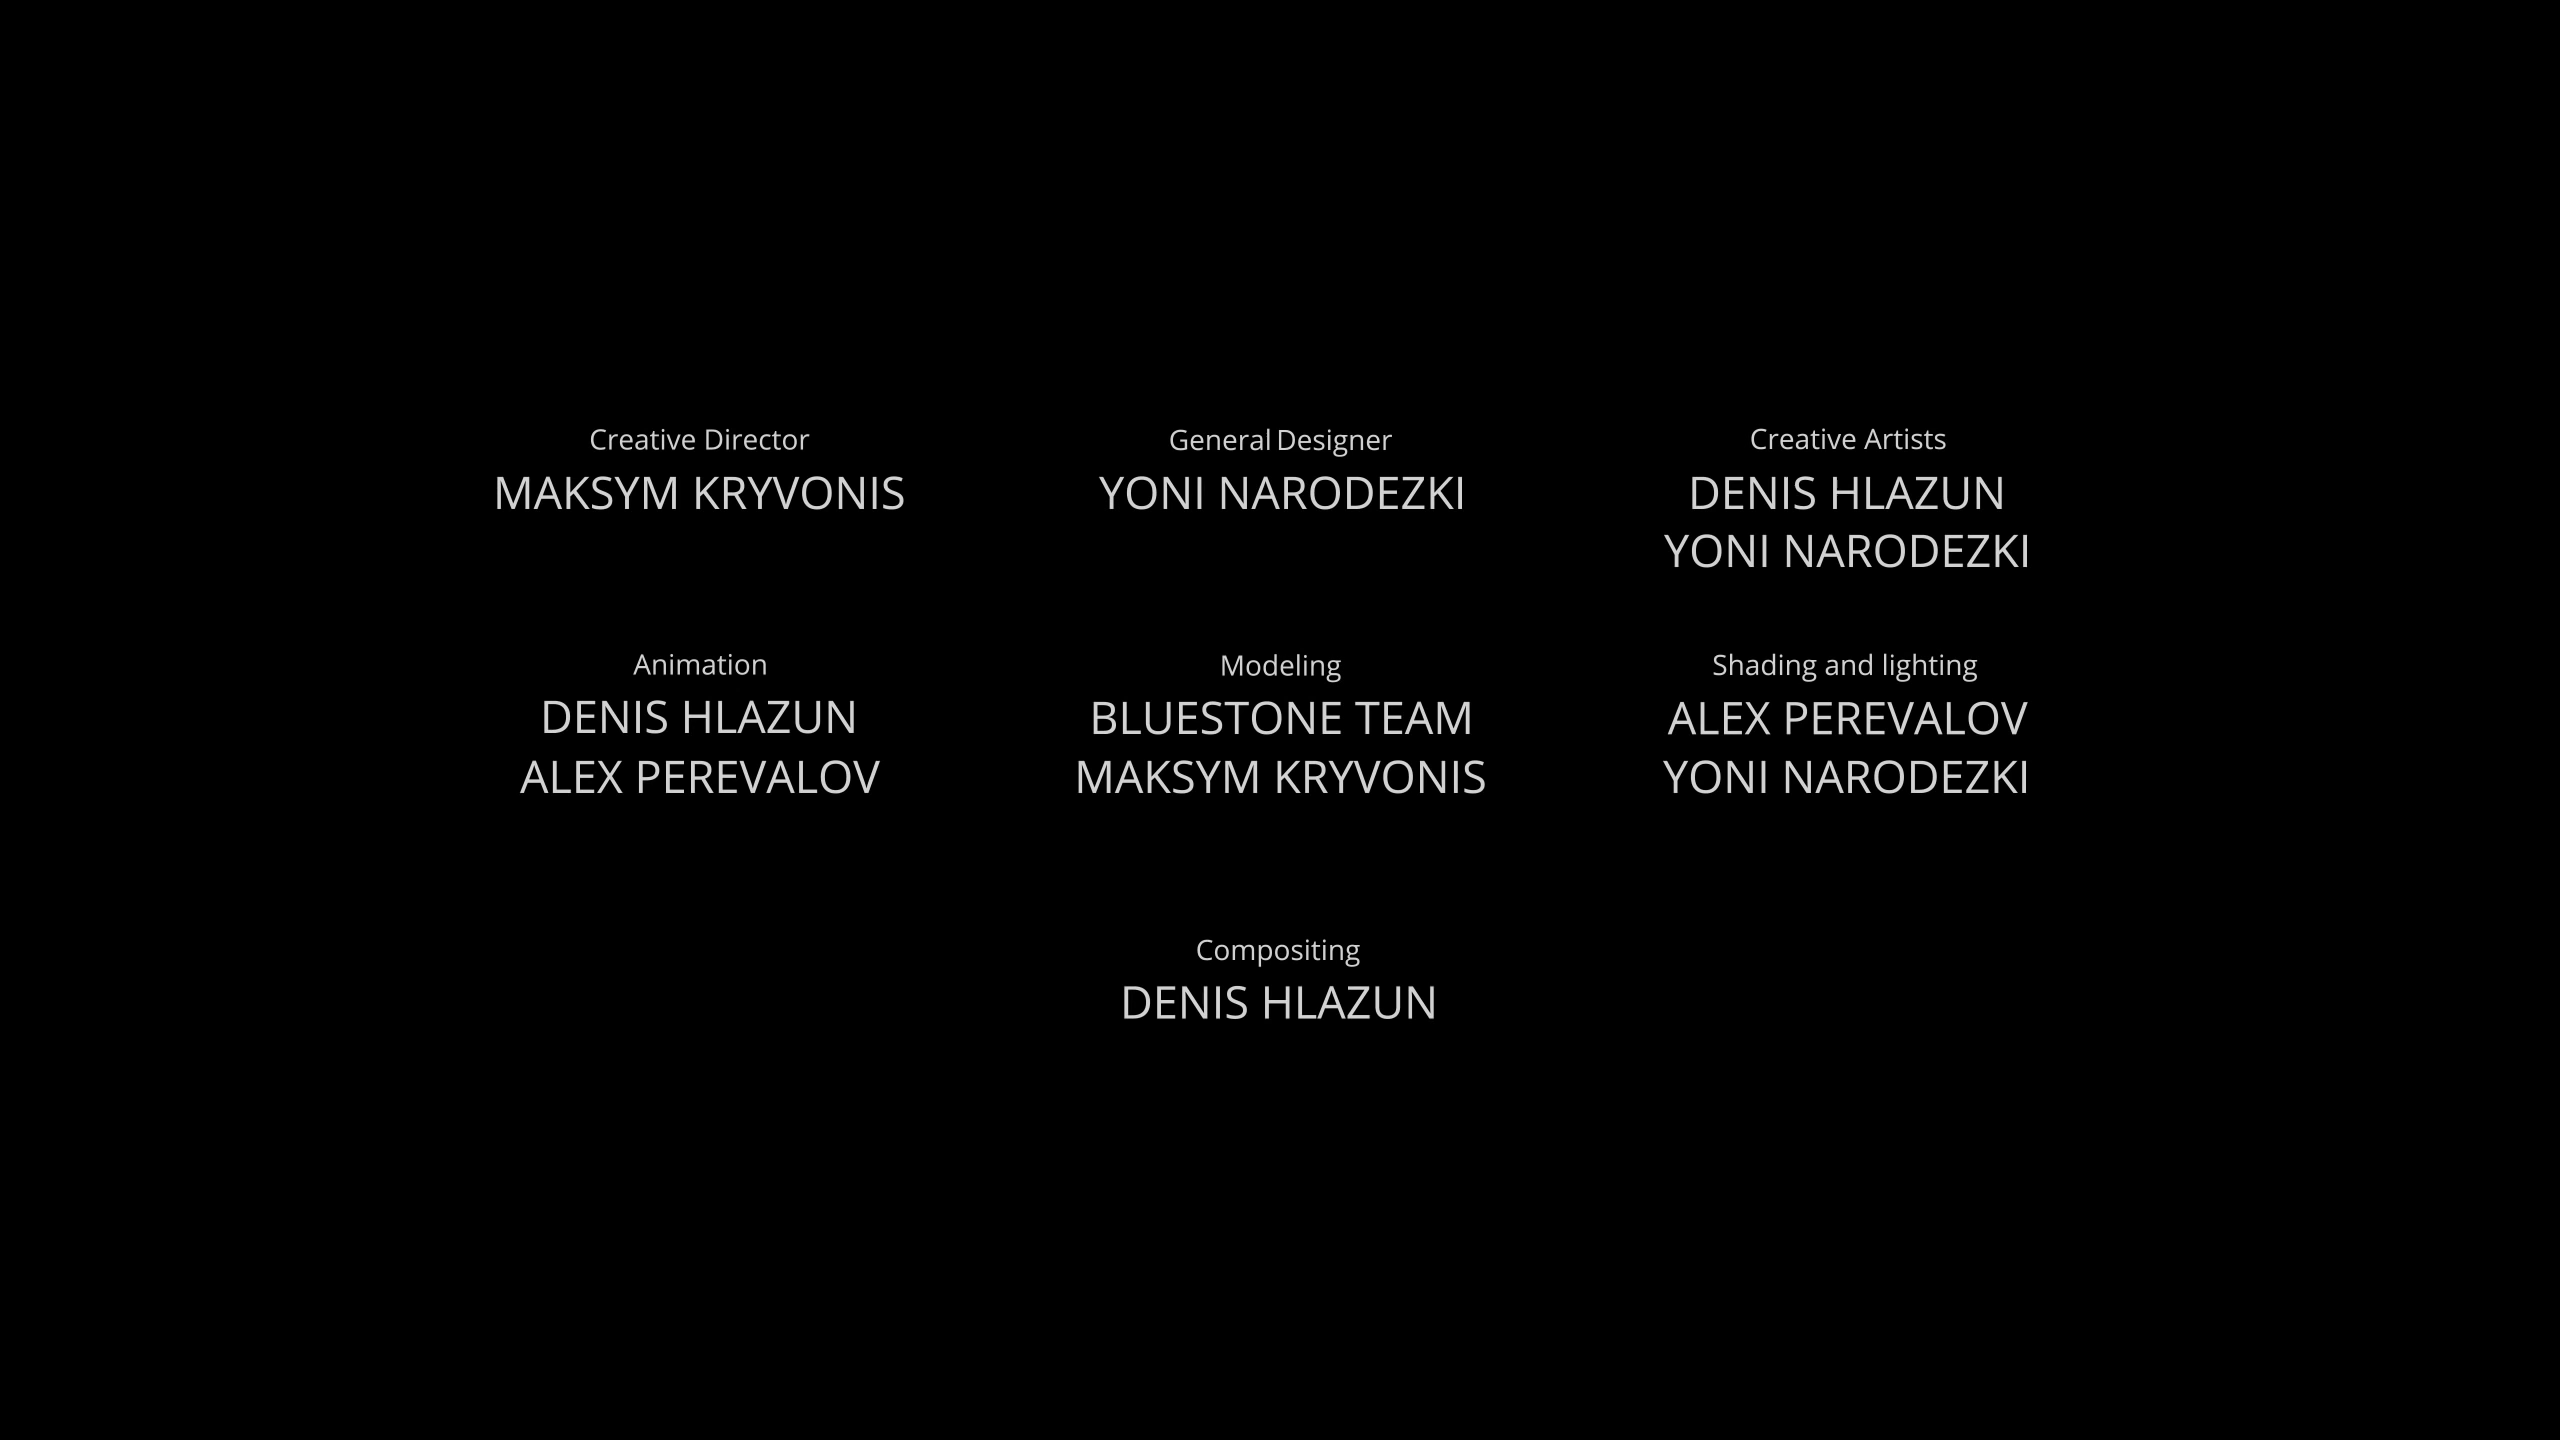 Creative Director
MAKSYM KRYVONIS
General Designer
YONI NARODEZKI
Creative Artists
DENIS HLAZUN
YONI NARODEZKI
Animation
DENIS HLAZUN
ALEX PEREVALOV
Modeling
BLUESTONE TEAM
MAKSYM KRYVONIS
Shading and lighting
ALEX PEREVALOV
YONI NARODEZKI
Compositing
DENIS HLAZUN